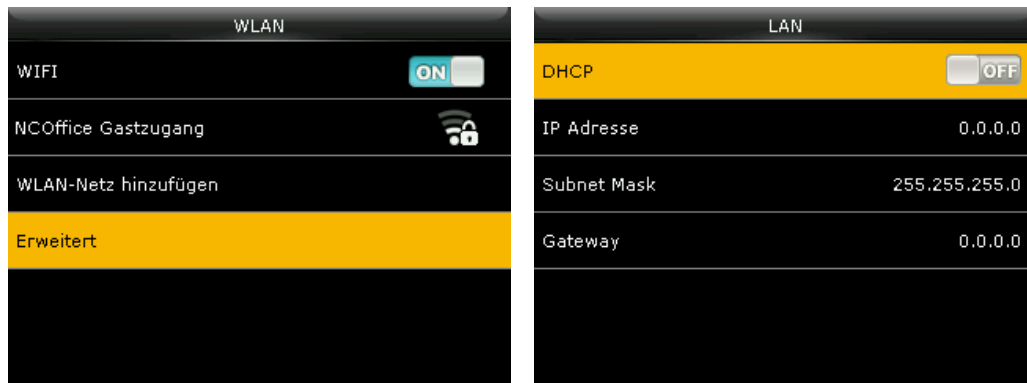 WLAN
WIFI ON
NCOffice Gastzugang
WLAN-Netz hinzufügen
Erweitert
LAN
DHCP OFF
IP Adresse 0.0.0.0
Subnet Mask 255.255.255.0
Gateway 0.0.0.0